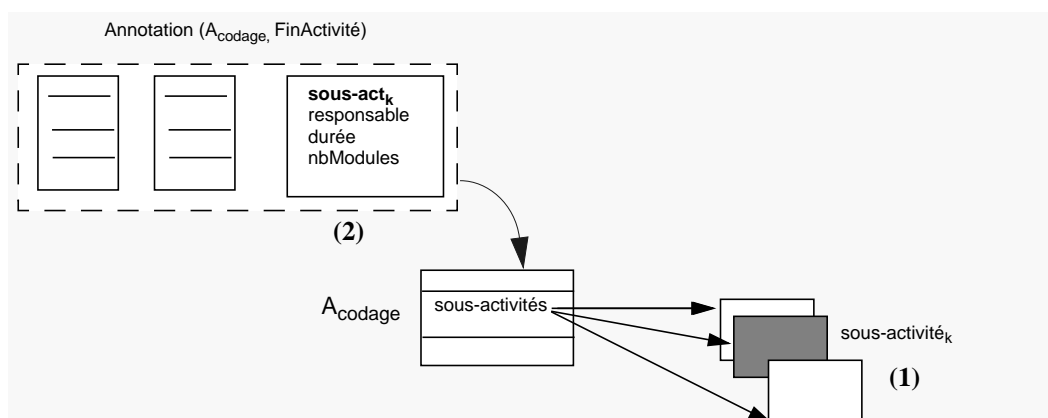 Annotation (Acodage, FinActivité)
sous-actk
responsable
durée
nbModules
(2)
Acodage
sous-activités
sous-activiték
(1)